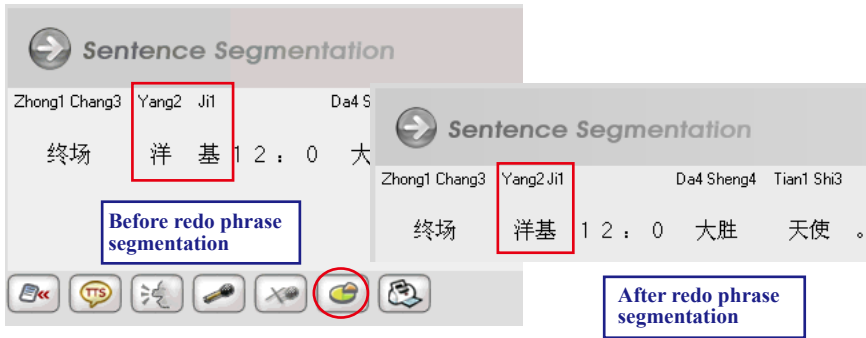 Sentence Segmentation
Zhong1 Chang3 Yang2 Ji1 Da4 S
终场 洋 基 1 2 : 0 大
Before redo phrase
segmentation
TTS
Sentence Segmentation
Zhong1 Chang3 Yang2 Ji1 Da4 Sheng4 Tian1 Shi3
终场 洋基 1 2 : 0 大胜 天使 。
After redo phrase
segmentation